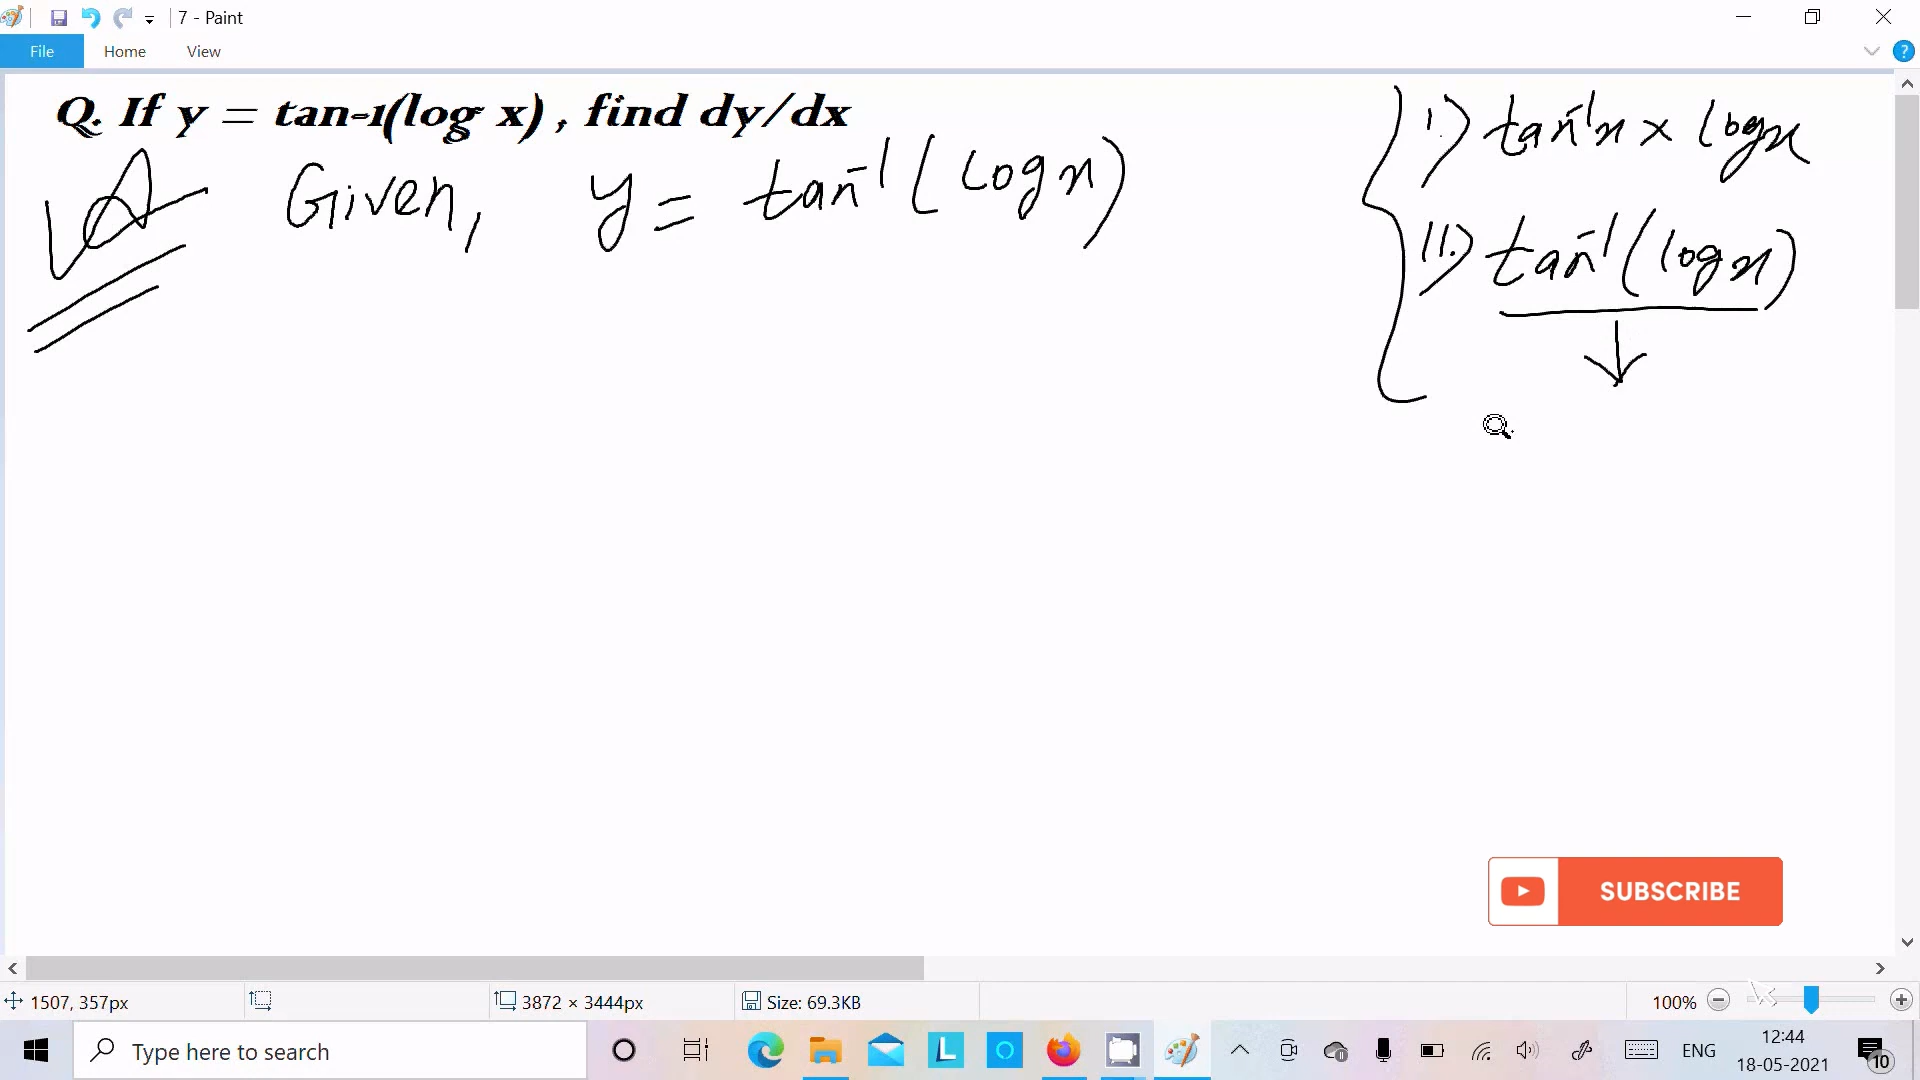 7 - Paint
File Home View
Q. If y = tan-1(log x) , find dy/dx
Given, y = tan⁻¹(log x)
I.) tan⁻¹x × log x
II.) tan⁻¹(log x)
SUBSCRIBE
1507, 357px 3872 × 3444px Size: 69.3KB 100%
Type here to search
L
ENG
12:44
18-05-2021
10